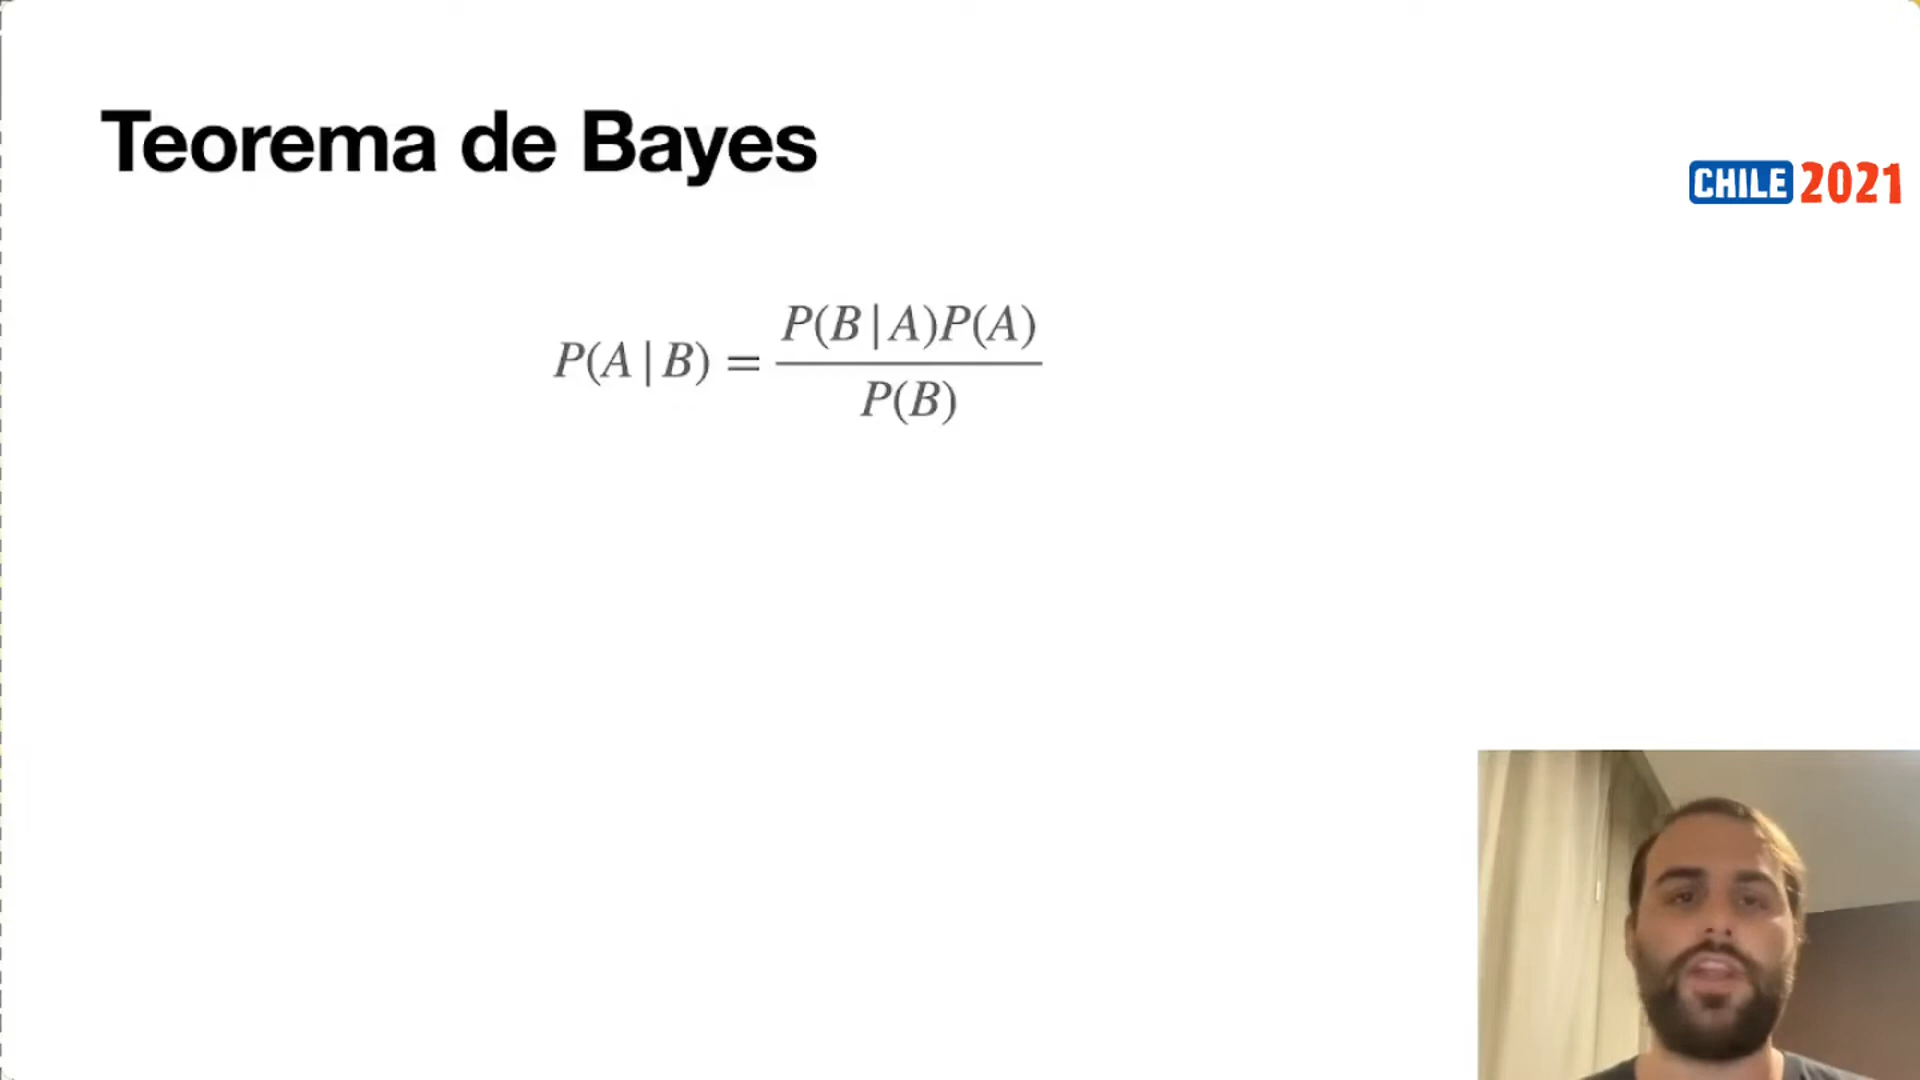 Teorema de Bayes
CHILE 2021
P(A | B) = P(B | A)P(A) / P(B)